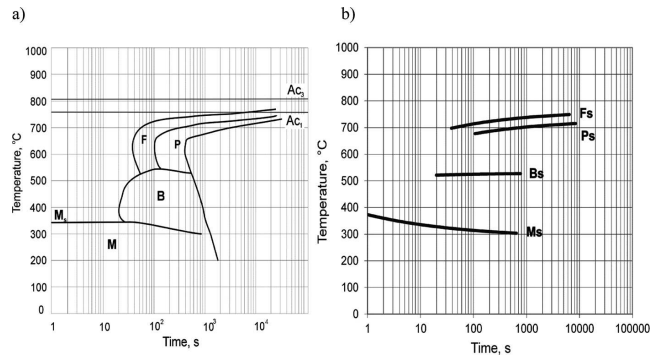 a)
1000
900
800
700
600
500
400
300
200
100
0
Temperature, °C
Ac3
Ac1
F
P
B
Ms
M
1
10
10²
10³
10⁴
Time, s
b)
1000
900
800
700
600
500
400
300
200
100
0
Temperature, °C
Fs
Ps
Bs
Ms
1
10
100
1000
10000
100000
Time, s